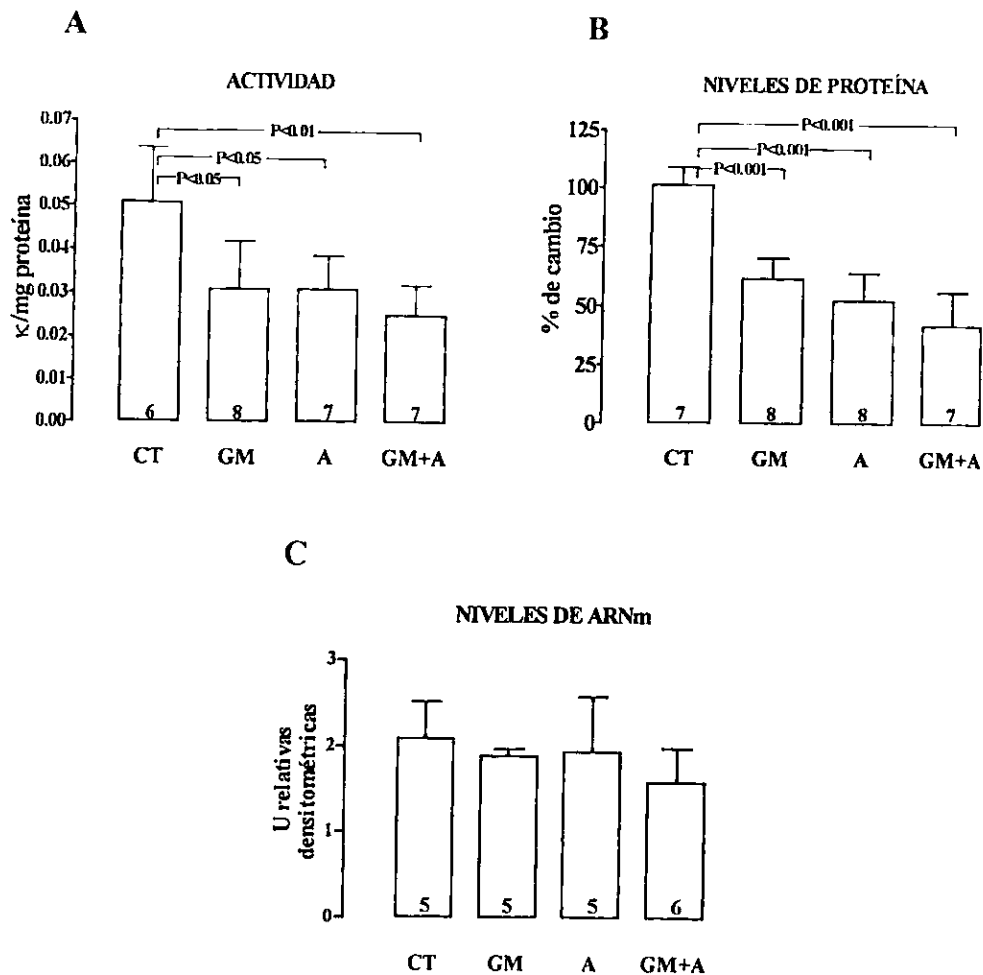 A
ACTIVIDAD
κ/mg proteína
0.07
0.06
0.05
0.04
0.03
0.02
0.01
0.00
P<0.01
P<0.05
P<0.05
6
8
7
7
CT
GM
A
GM+A
B
NIVELES DE PROTEÍNA
% de cambio
125
100
75
50
25
0
P<0.001
P<0.001
P<0.001
7
8
8
7
CT
GM
A
GM+A
C
NIVELES DE ARNm
U relativas
densitométricas
3
2
1
0
5
5
5
6
CT
GM
A
GM+A